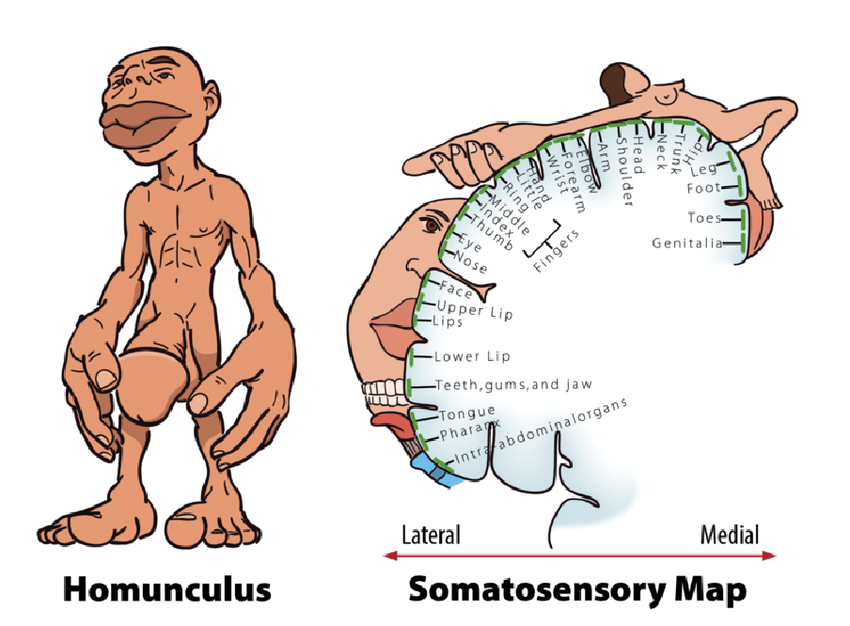 Genitalia
Toes
Foot
Leg
Hip
Trunk
Neck
Head
Shoulder
Arm
Elbow
Forearm
Wrist
Hand
Little
Ring
Middle
Index
Thumb
Fingers
Eye
Nose
Face
Upper Lip
Lips
Lower Lip
Teeth,gums,and jaw
Tongue
Pharanx
Intra-abdominalorgans
Lateral
Medial
Homunculus
Somatosensory Map